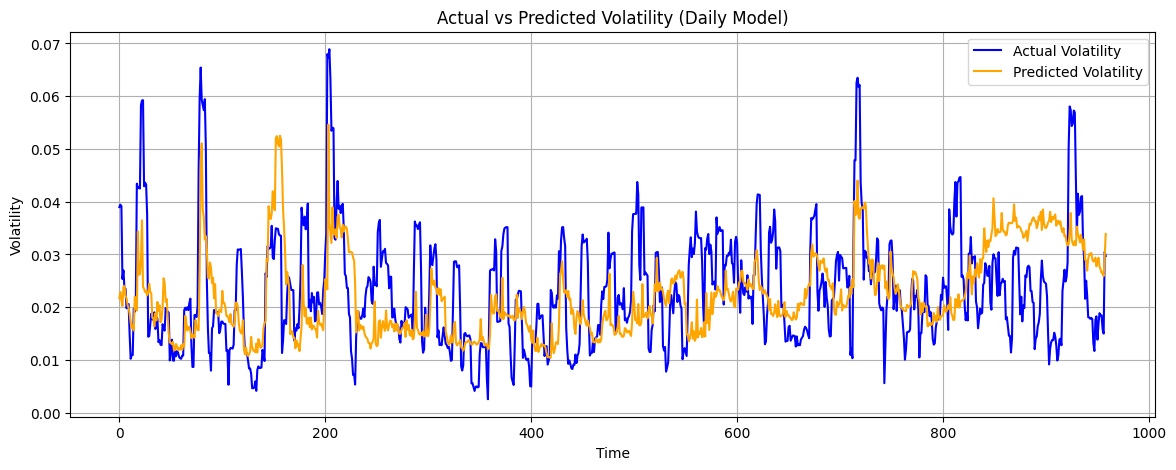 Actual vs Predicted Volatility (Daily Model)
Actual Volatility
Predicted Volatility
Volatility
0.07
0.06
0.05
0.04
0.03
0.02
0.01
0.00
0 200 400 600 800 1000
Time